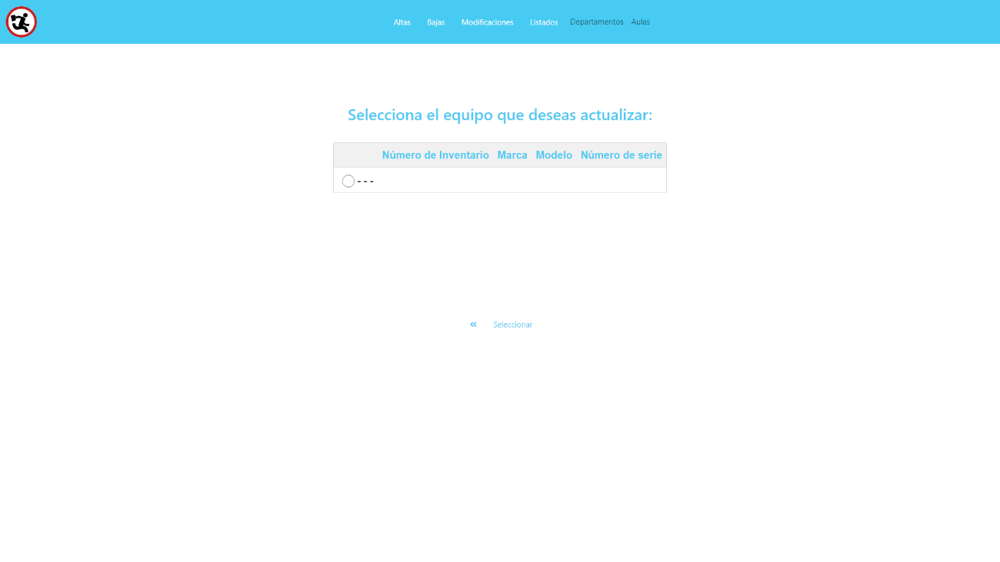 Altas Bajas Modificaciones Listados Departamentos Aulas
Selecciona el equipo que deseas actualizar:
Número de Inventario Marca Modelo Número de serie
- - -
« Seleccionar